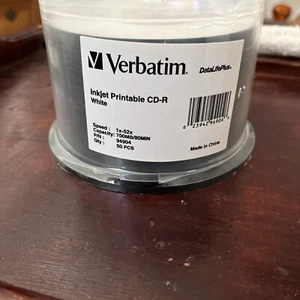 Verbatim.
DataLifePlus.
Inkjet Printable CD-R
White
Speed : 1x-52x
Capacity: 700MB/80MIN
P/N : 94904
Qty : 50 PCS
Made in China